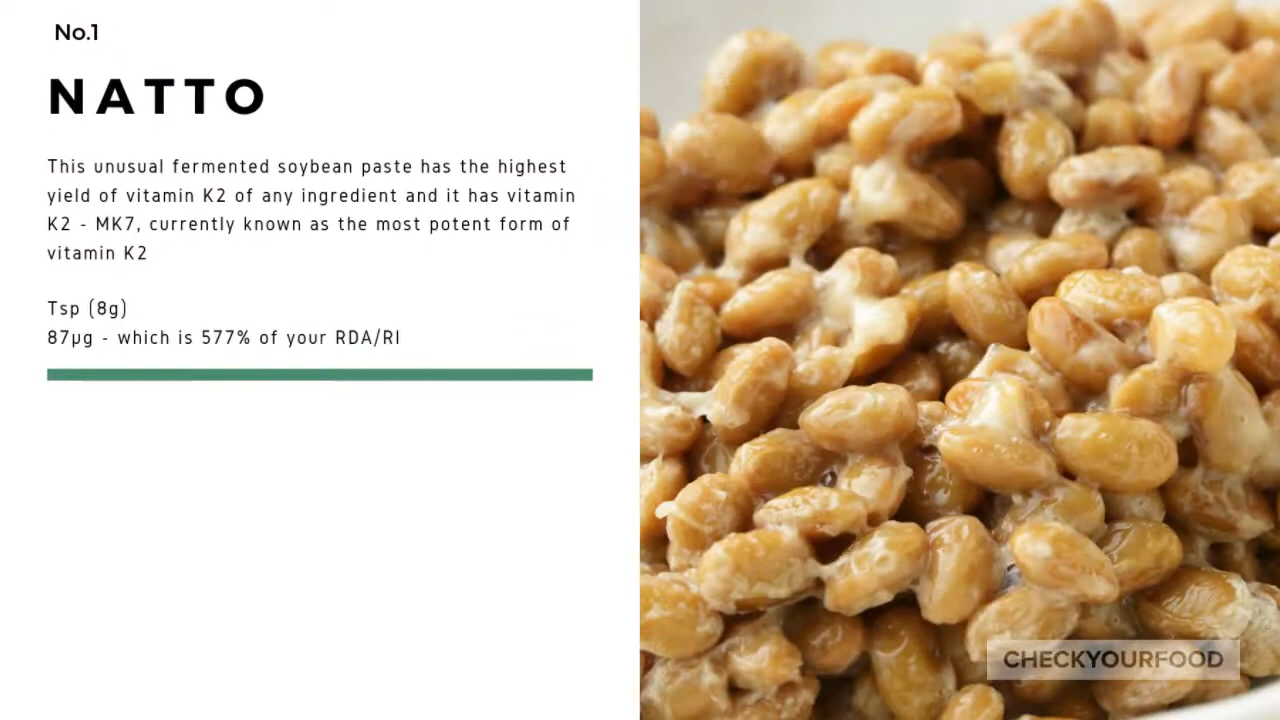 No.1
NATTO
This unusual fermented soybean paste has the highest
yield of vitamin K2 of any ingredient and it has vitamin
K2 - MK7, currently known as the most potent form of
vitamin K2
Tsp (8g)
87µg - which is 577% of your RDA/RI
CHECKYOURFOOD